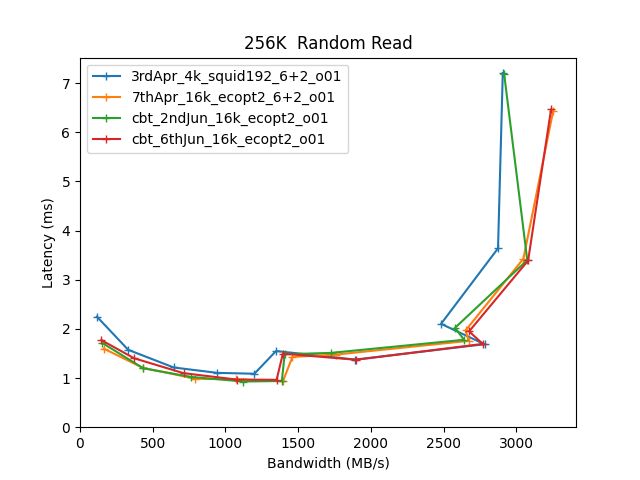 256K  Random Read
3rdApr_4k_squid192_6+2_o01
7thApr_16k_ecopt2_6+2_o01
cbt_2ndJun_16k_ecopt2_o01
cbt_6thJun_16k_ecopt2_o01
Latency (ms)
7
6
5
4
3
2
1
0
0 500 1000 1500 2000 2500 3000
Bandwidth (MB/s)